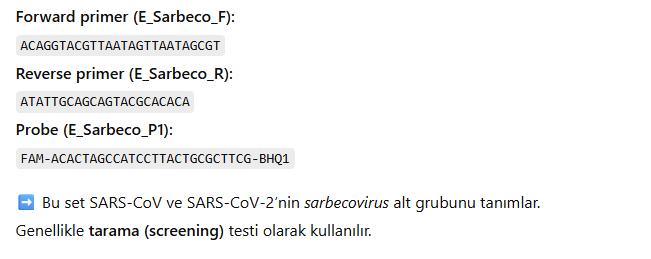 Forward primer (E_Sarbeco_F):
ACAGGTACGTTAATAGTTAATAGCGT
Reverse primer (E_Sarbeco_R):
ATATTGCAGCAGTACGCACACA
Probe (E_Sarbeco_P1):
FAM-ACACTAGCCATCCTTACTGCGCTTCG-BHQ1
➡️ Bu set SARS-CoV ve SARS-CoV-2’nin sarbecovirus alt grubunu tanımlar.
Genellikle tarama (screening) testi olarak kullanılır.